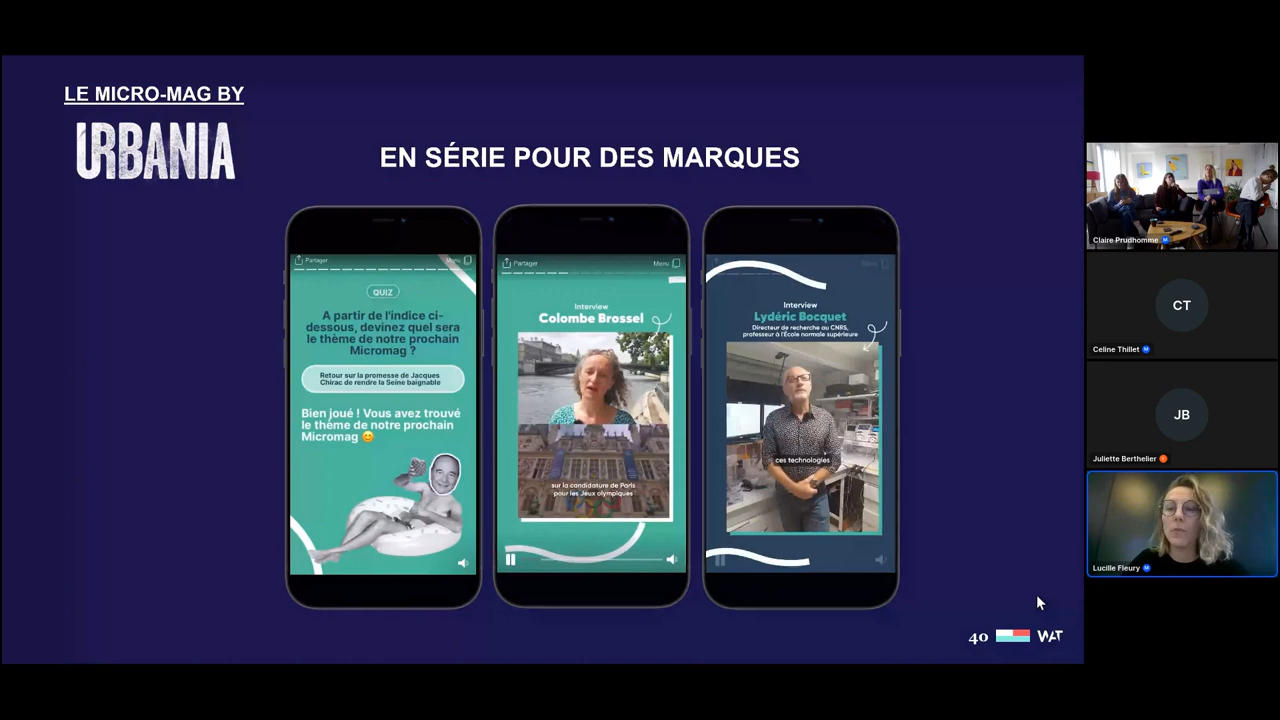 LE MICRO-MAG BY
URBANIA
EN SÉRIE POUR DES MARQUES
Partager
Menu
QUIZ
A partir de l'indice ci-
dessous, devinez quel sera
le thème de notre prochain
Micromag ?
Retour sur la promesse de Jacques
Chirac de rendre la Seine baignable
Bien joué ! Vous avez trouvé
le thème de notre prochain
Micromag 😊
Partager
Menu
Interview
Colombe Brossel
sur la candidature de Paris
pour les Jeux olympiques
Interview
Lydéric Bocquet
Directeur de recherche au CNRS,
professeur à l'École normale supérieure
ces technologies
40
WAT
Claire Prudhomme
CT
Celine Thillet
JB
Juliette Berthelier
Lucille Fleury